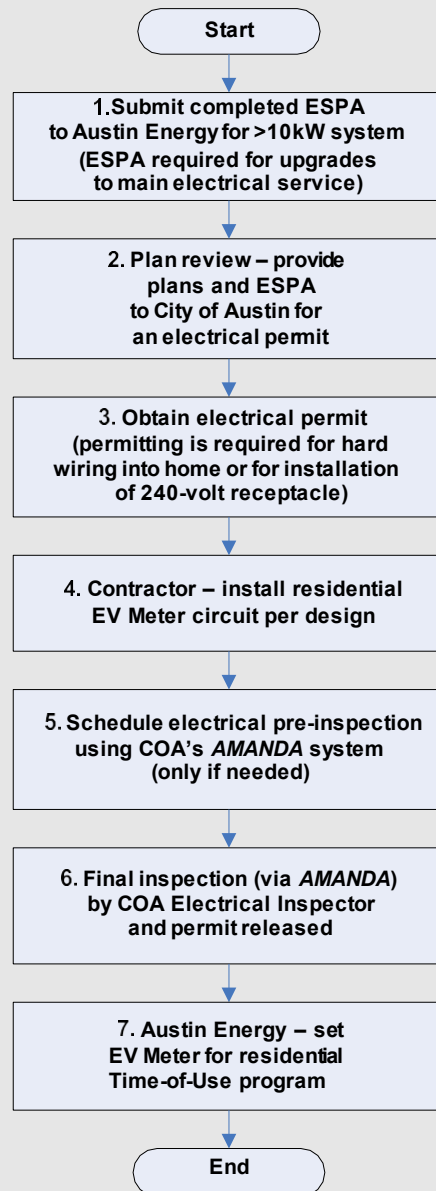 Start
1.Submit completed ESPA
to Austin Energy for >10kW system
(ESPA required for upgrades
to main electrical service)
2. Plan review – provide
plans and ESPA
to City of Austin for
an electrical permit
3. Obtain electrical permit
(permitting is required for hard
wiring into home or for installation
of 240-volt receptacle)
4. Contractor – install residential
EV Meter circuit per design
5. Schedule electrical pre-inspection
using COA's AMANDA system
(only if needed)
6. Final inspection (via AMANDA)
by COA Electrical Inspector
and permit released
7. Austin Energy – set
EV Meter for residential
Time-of-Use program
End